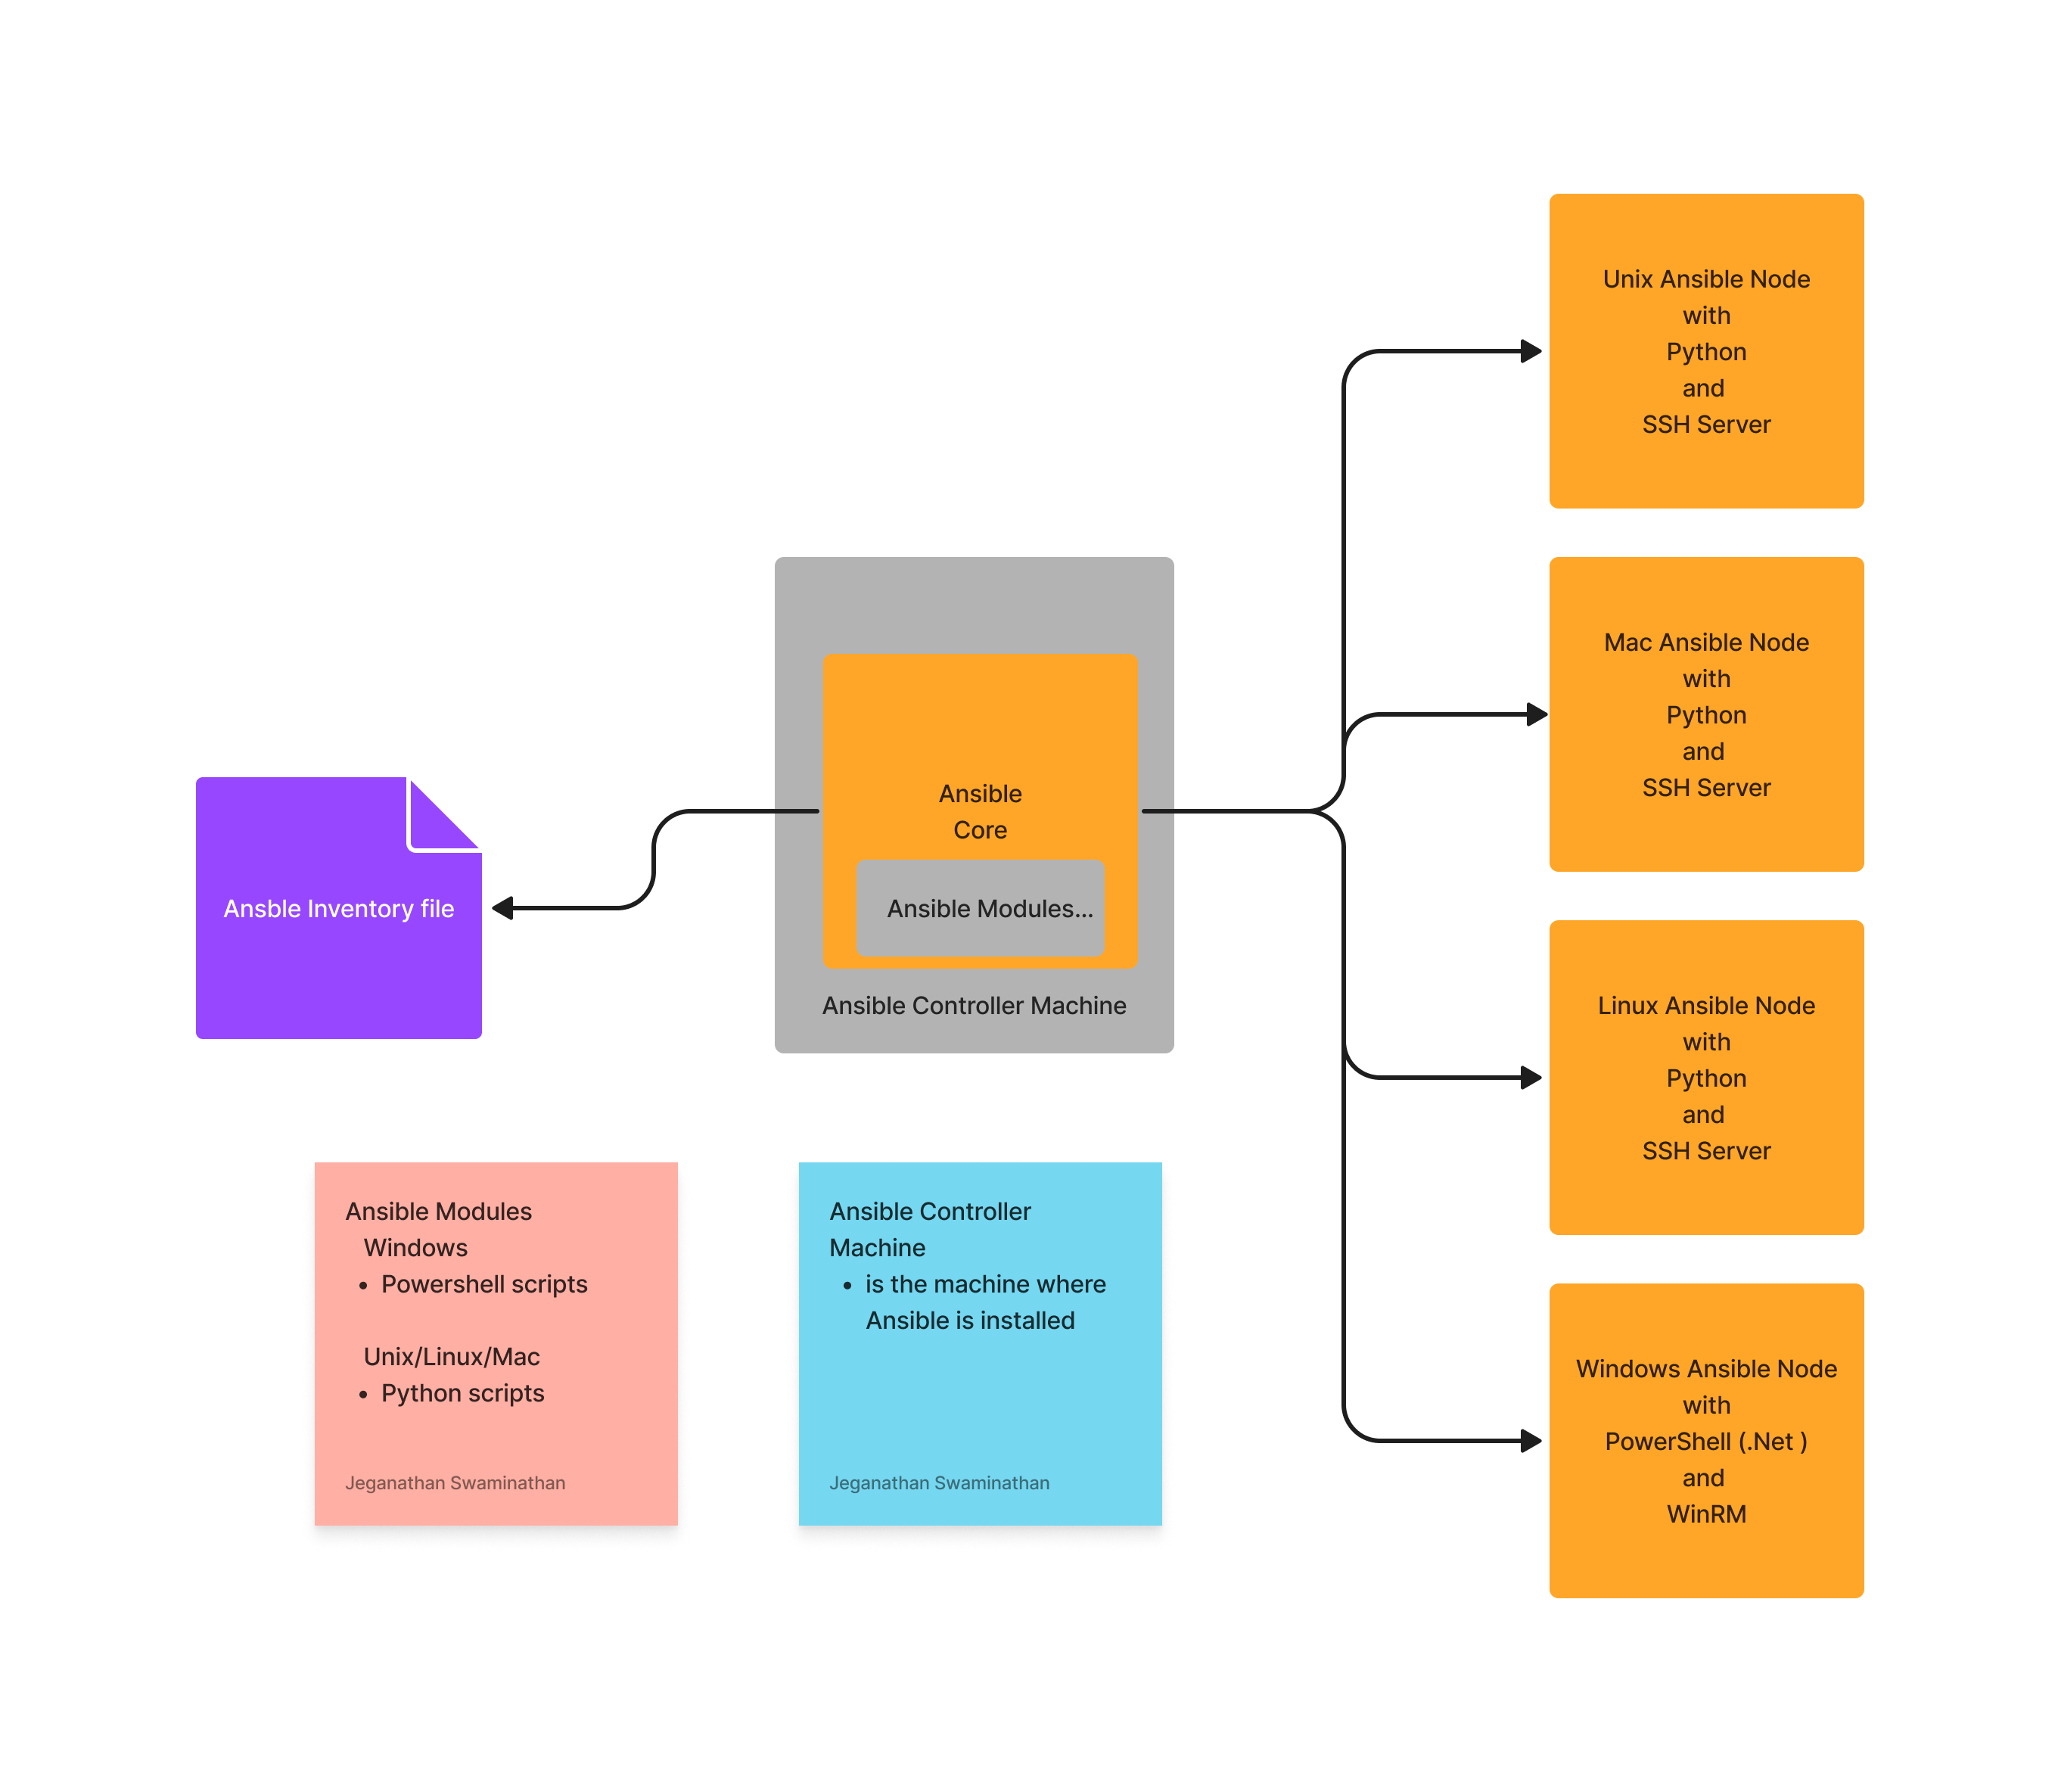 Unix Ansible Node
with
Python
and
SSH Server
Mac Ansible Node
with
Python
and
SSH Server
Ansible
Core
Ansible Modules...
Ansible Controller Machine
Ansble Inventory file
Linux Ansible Node
with
Python
and
SSH Server
Ansible Modules
Windows
• Powershell scripts
Unix/Linux/Mac
• Python scripts
Jeganathan Swaminathan
Ansible Controller
Machine
• is the machine where
Ansible is installed
Jeganathan Swaminathan
Windows Ansible Node
with
PowerShell (.Net )
and
WinRM